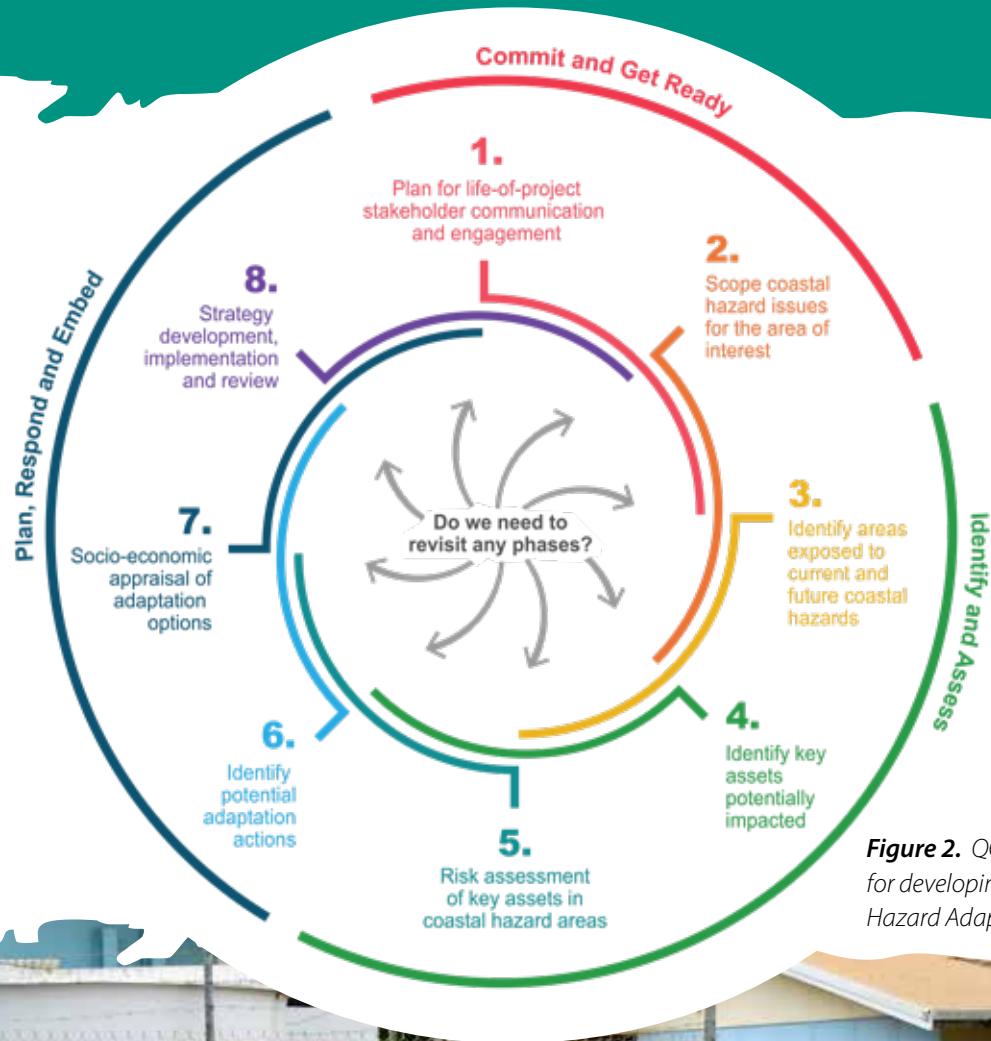 Commit and Get Ready
1.
Plan for life-of-project
stakeholder communication
and engagement
2.
Scope coastal
hazard issues
for the area of
interest
3.
Identify areas
exposed to
current and
future coastal
hazards
Identify and Assess
4.
Identify key
assets
potentially
impacted
5.
Risk assessment
of key assets in
coastal hazard areas
6.
Identify
potential
adaptation
actions
7.
Socio-economic
appraisal of
adaptation
options
Plan, Respond and Embed
8.
Strategy
development,
implementation
and review
Do we need to
revisit any phases?
Figure 2.
for
Hazard